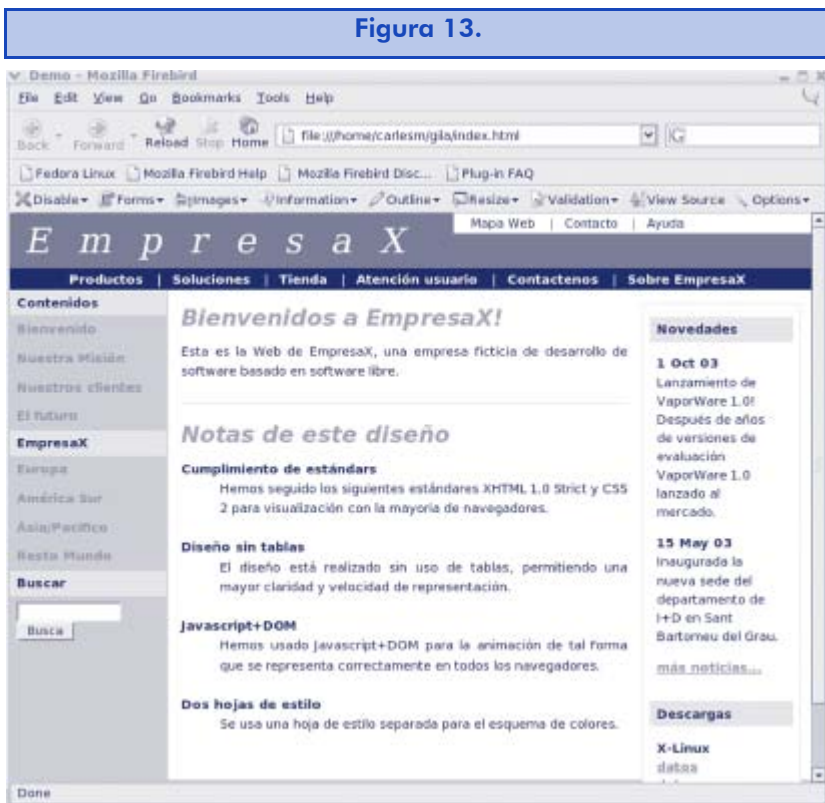 Figura 13.
Demo - Mozilla Firebird
File Edit View Go Bookmarks Tools Help
Back Forward Reload Stop Home file:///home/carlesm/gila/index.html
Fedora Linux Mozilla Firebird Help Mozilla Firebird Disc... Plug-in FAQ
Disable Forms Images Information Outline Resize Validation View Source Options
Mapa Web | Contacto | Ayuda
EmpresaX
Productos | Soluciones | Tienda | Atención usuario | Contactenos | Sobre EmpresaX
Contenidos
Bienvenido
Nuestra Misión
Nuestros clientes
El futuro
EmpresaX
Europa
América Sur
Asia/Pacifico
Resto Mundo
Buscar
Busca
Bienvenidos a EmpresaX!
Esta es la Web de EmpresaX, una empresa ficticia de desarrollo de
software basado en software libre.
Notas de este diseño
Cumplimiento de estándars
Hemos seguido los siguientes estándares XHTML 1.0 Strict y CSS
2 para visualización con la mayoria de navegadores.
Diseño sin tablas
El diseño está realizado sin uso de tablas, permitiendo una
mayor claridad y velocidad de representación.
Javascript+DOM
Hemos usado Javascript+DOM para la animación de tal forma
que se representa correctamente en todos los navegadores.
Dos hojas de estilo
Se usa una hoja de estilo separada para el esquema de colores.
Novedades
1 Oct 03
Lanzamiento de
VaporWare 1.0!
Después de años
de versiones de
evaluación
VaporWare 1.0
lanzado al
mercado.
15 May 03
Inaugurada la
nueva sede del
departamento de
I+D en Sant
Bartomeu del Grau.
más noticias...
Descargas
X-Linux
datos
Done